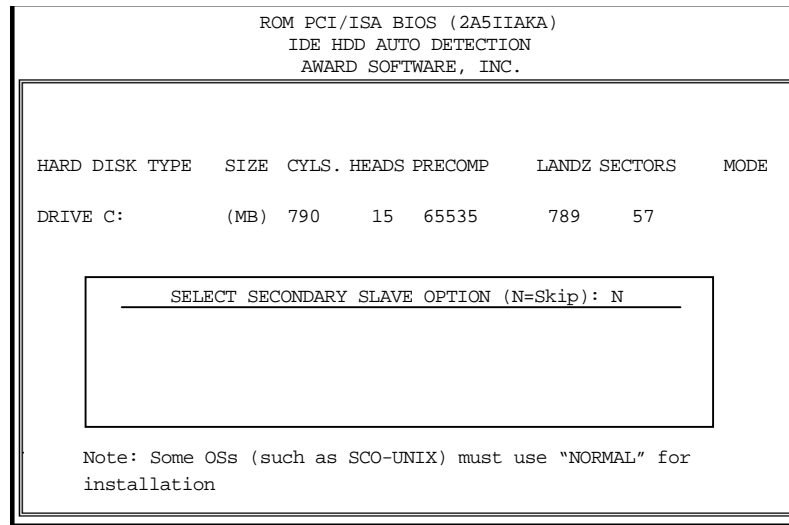 ROM PCI/ISA BIOS (2A5IIAKA)
IDE HDD AUTO DETECTION
AWARD SOFTWARE, INC.
HARD DISK TYPE SIZE CYLS. HEADS PRECOMP LANDZ SECTORS MODE
DRIVE C: (MB) 790 15 65535 789 57
SELECT SECONDARY SLAVE OPTION (N=Skip): N
Note: Some OSs (such as SCO-UNIX) must use “NORMAL” for
installation